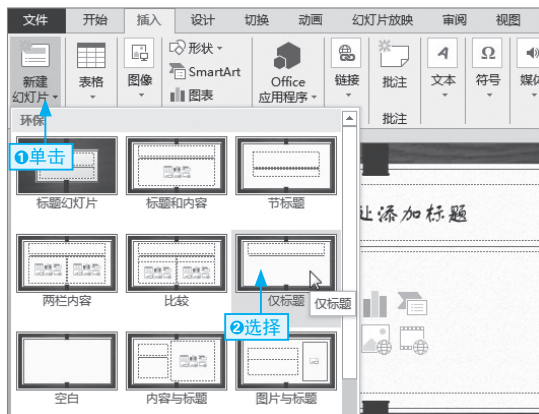 文件 开始 插入 设计 切换 动画 幻灯片放映 审阅 视图
新建
幻灯片
表格
图像
形状
SmartArt
图表
Office
应用程序
链接
批注
文本
符号
媒体
批注
环保
❶单击
标题幻灯片 标题和内容 节标题
两栏内容 比较 仅标题
仅标题
❷选择
空白 内容与标题 图片与标题
添加标题